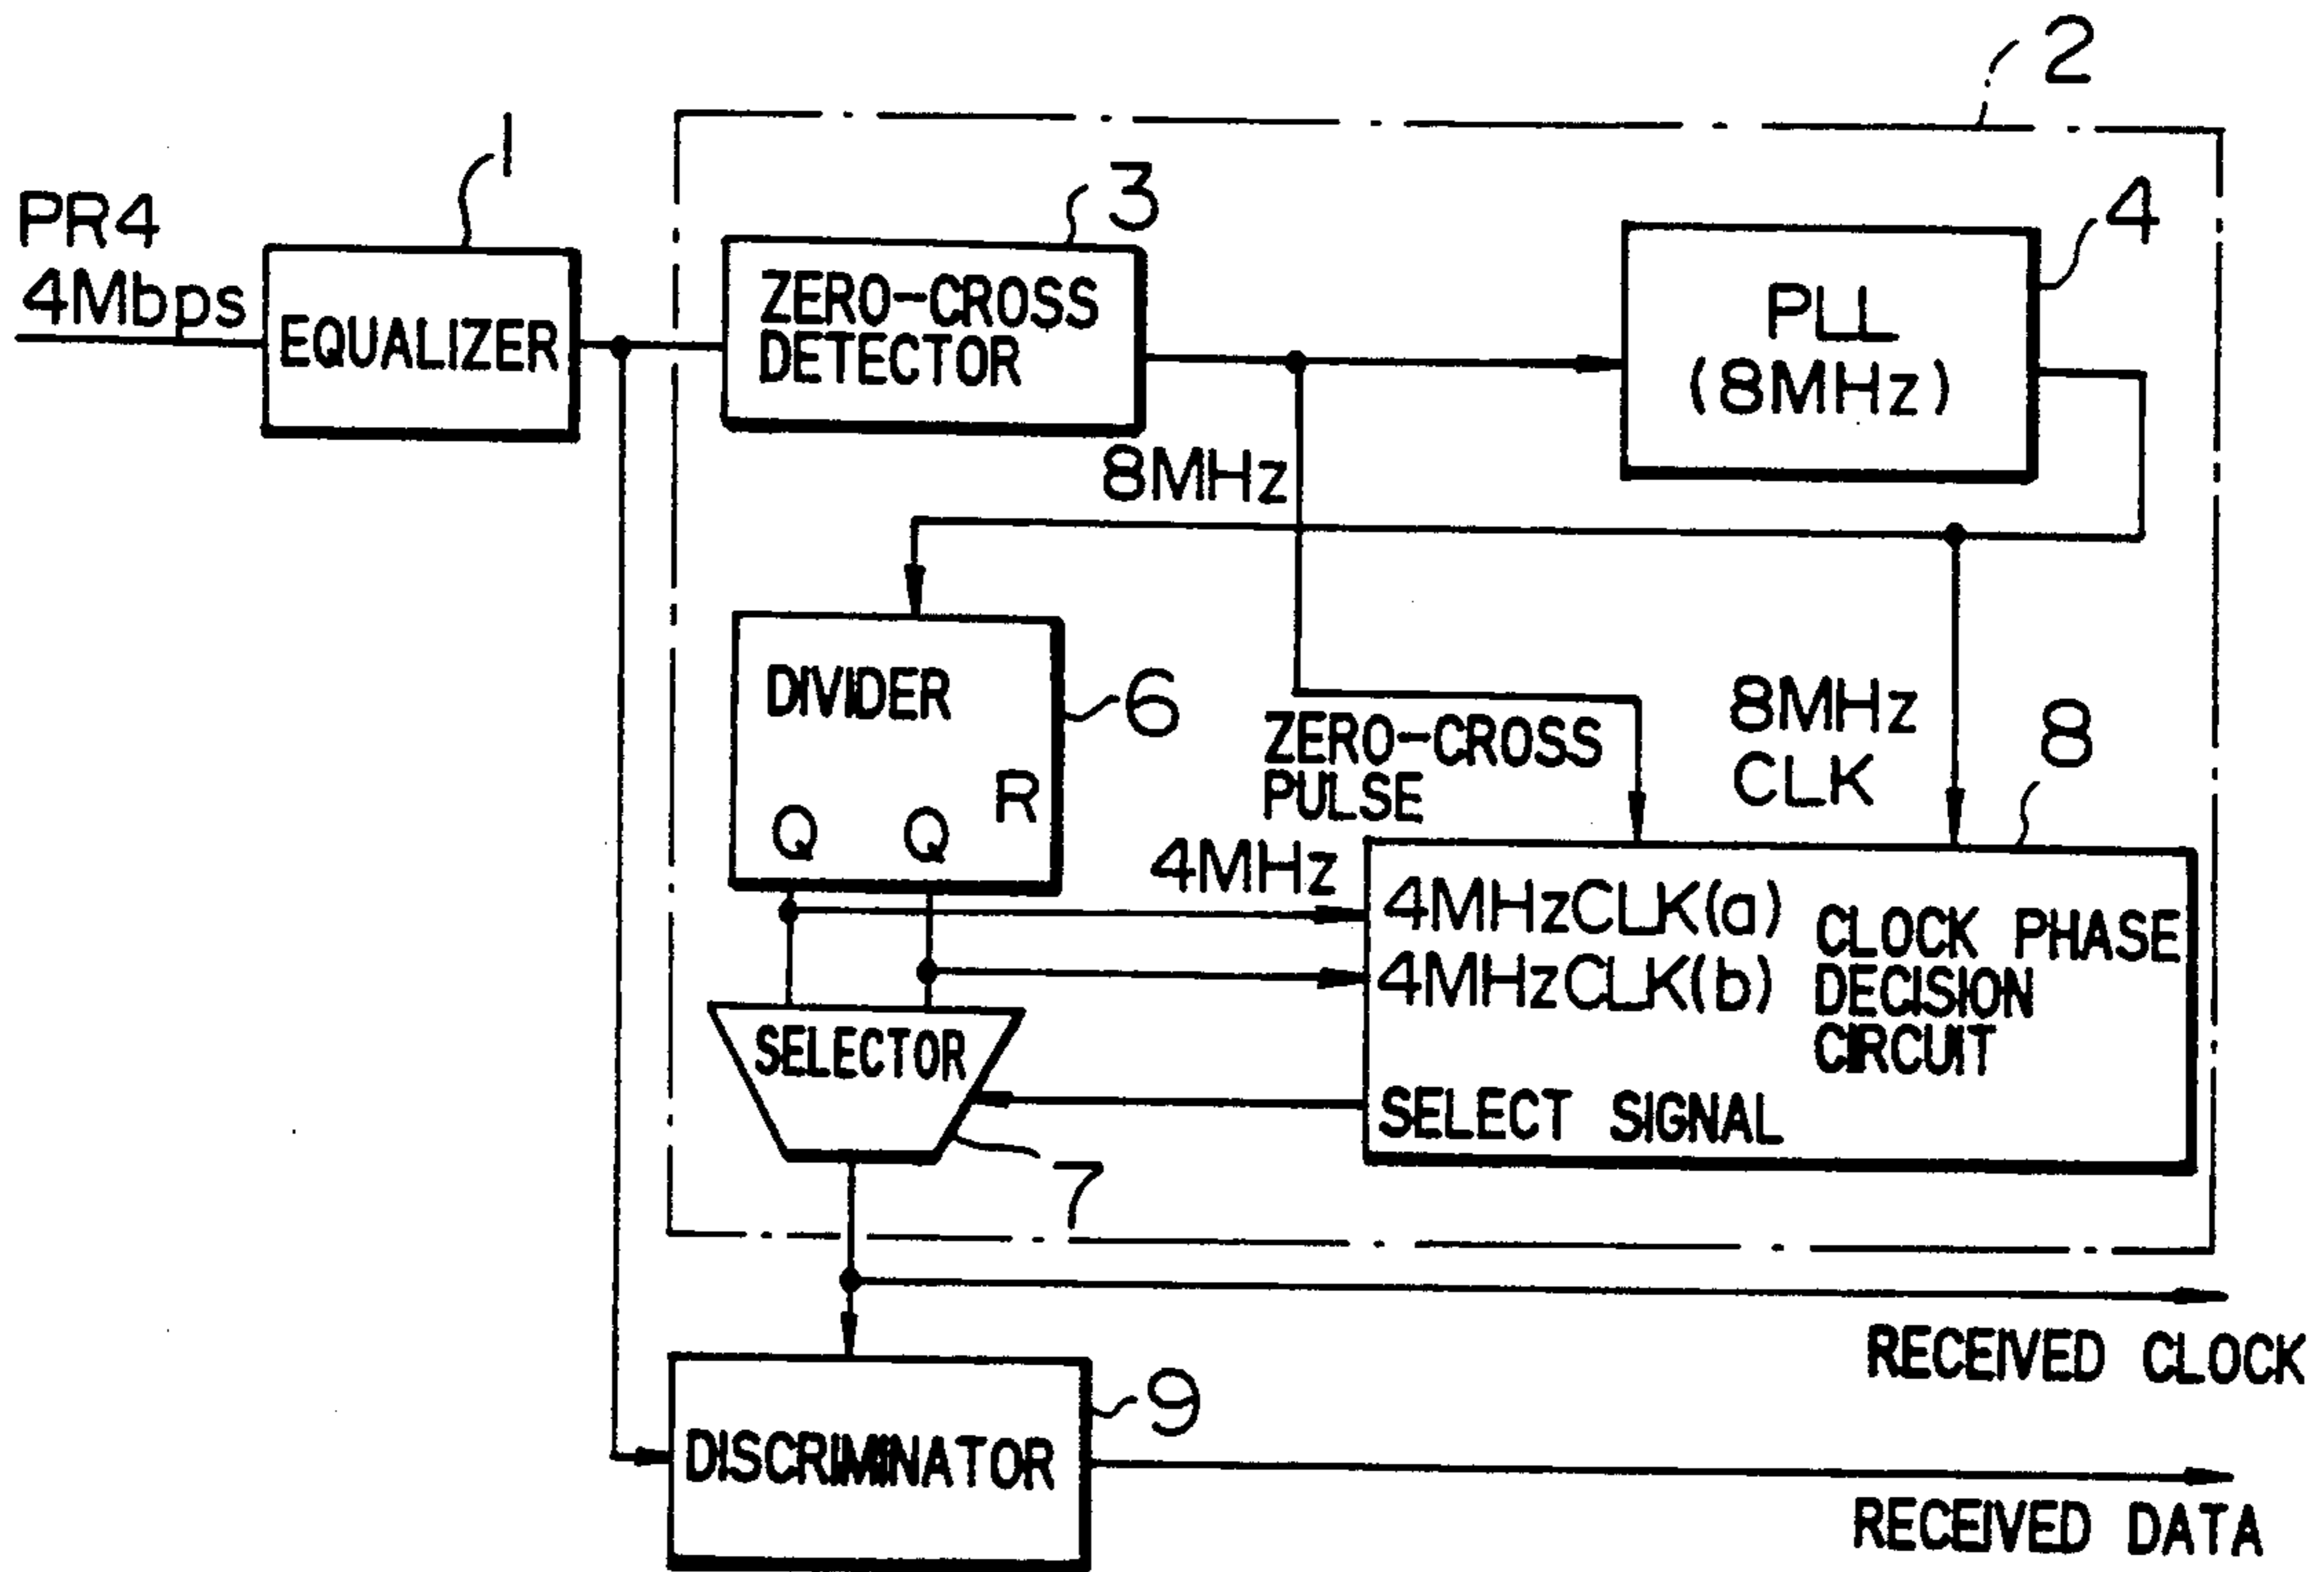 2
1
PR4
4Mbps
EQUALIZER
3
ZERO-CROSS
DETECTOR
4
PLL
(8MHz)
8MHz
DIVIDER
R
Q Q
6
ZERO-CROSS
PULSE
8MHz
CLK
8
4MHz
4MHzCLK(a)
4MHzCLK(b)
CLOCK PHASE
DECISION
CIRCUIT
SELECT SIGNAL
SELECTOR
7
RECEIVED CLOCK
DISCRIMINATOR
9
RECEIVED DATA